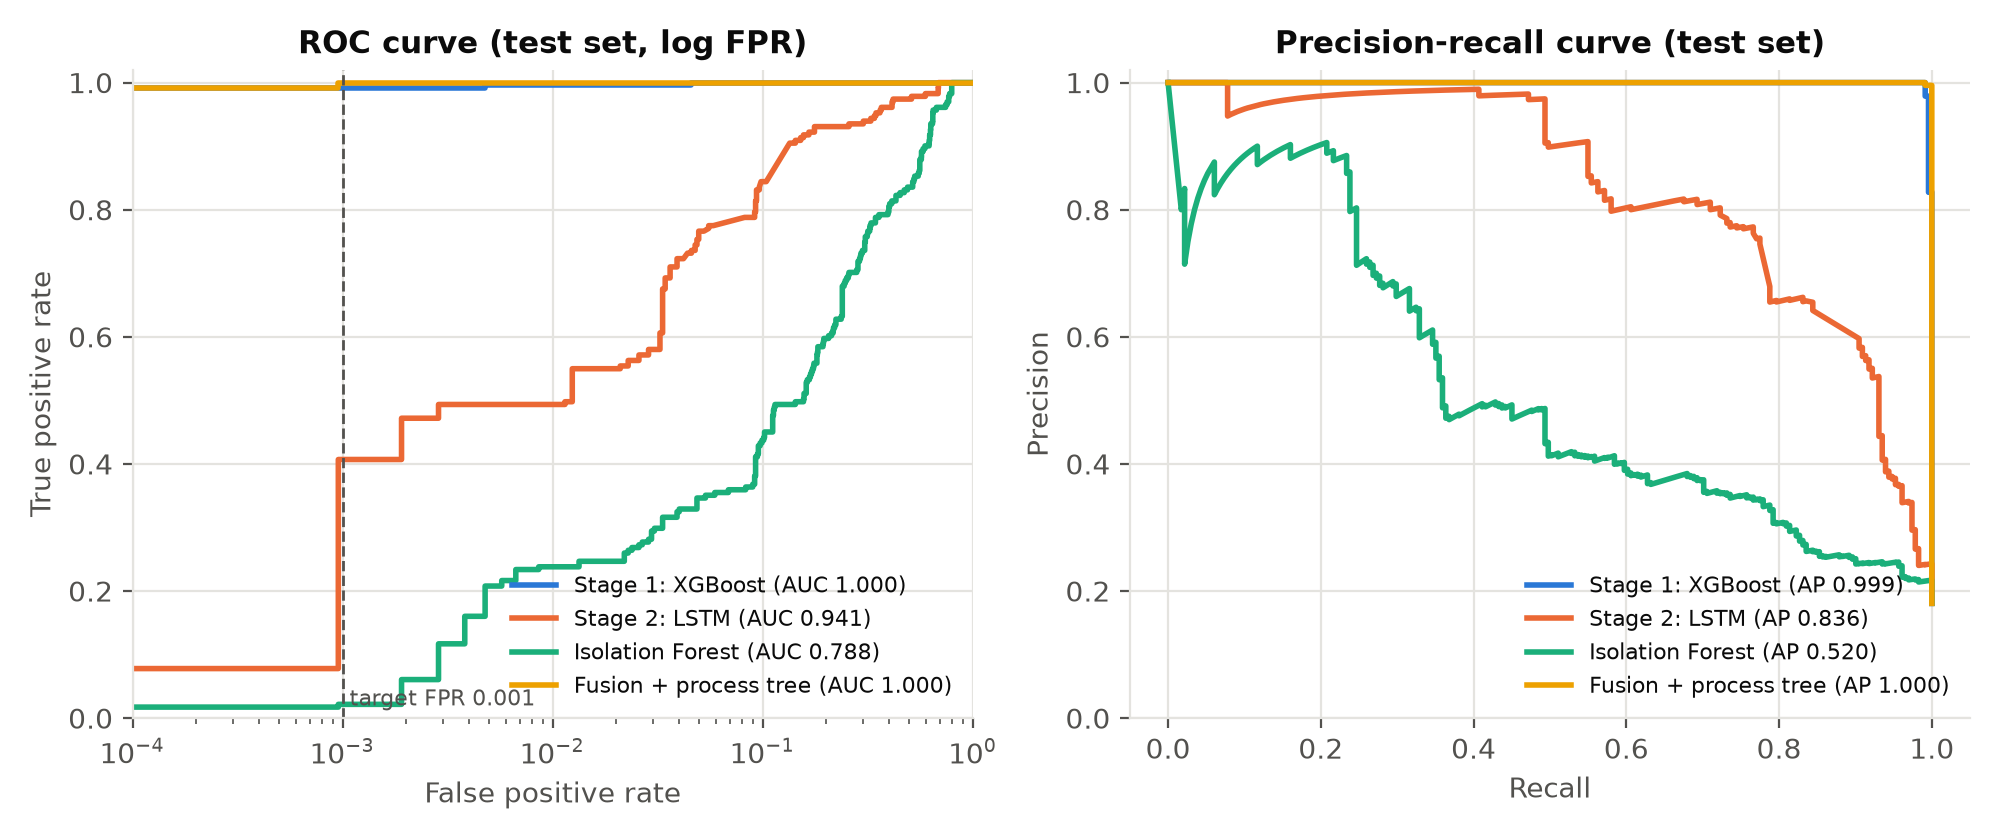 ROC curve (test set, log FPR)
True positive rate
1.0
0.8
0.6
0.4
0.2
0.0
Stage 1: XGBoost (AUC 1.000)
Stage 2: LSTM (AUC 0.941)
Isolation Forest (AUC 0.788)
Fusion + process tree (AUC 1.000)
target FPR 0.001
10⁻⁴ 10⁻³ 10⁻² 10⁻¹ 10⁰
False positive rate
Precision-recall curve (test set)
Precision
1.0
0.8
0.6
0.4
0.2
0.0
Stage 1: XGBoost (AP 0.999)
Stage 2: LSTM (AP 0.836)
Isolation Forest (AP 0.520)
Fusion + process tree (AP 1.000)
0.0 0.2 0.4 0.6 0.8 1.0
Recall